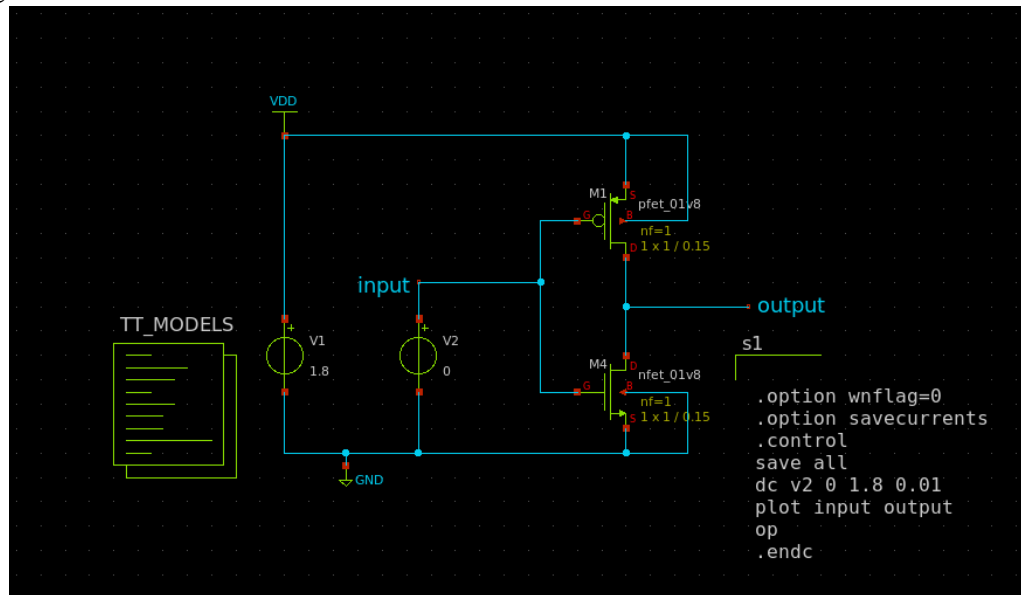 VDD
M1
S
pfet_01v8
G
B
nf=1
D
1 x 1 / 0.15
input
output
TT_MODELS
+
V1
1.8
+
V2
0
s1
M4
D
nfet_01v8
G
B
nf=1
S
1 x 1 / 0.15
GND
.option wnflag=0
.option savecurrents
.control
save all
dc v2 0 1.8 0.01
plot input output
op
.endc